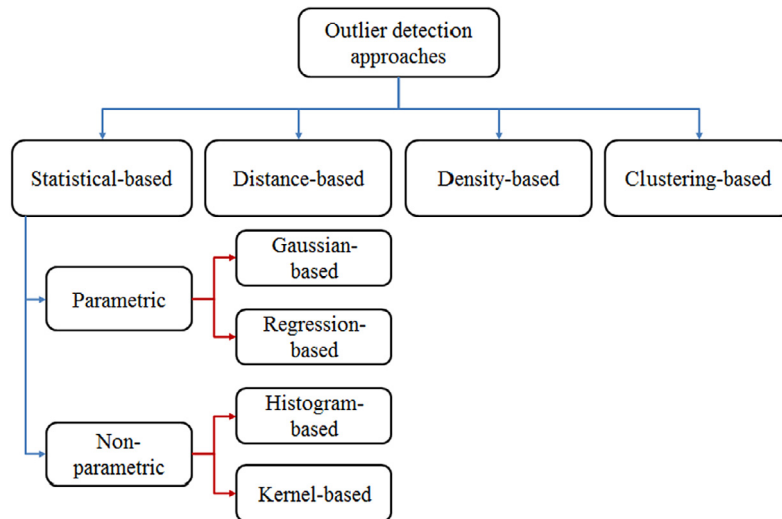 Outlier detection
approaches
Statistical-based
Distance-based
Density-based
Clustering-based
Gaussian-
based
Parametric
Regression-
based
Histogram-
based
Non-
parametric
Kernel-based